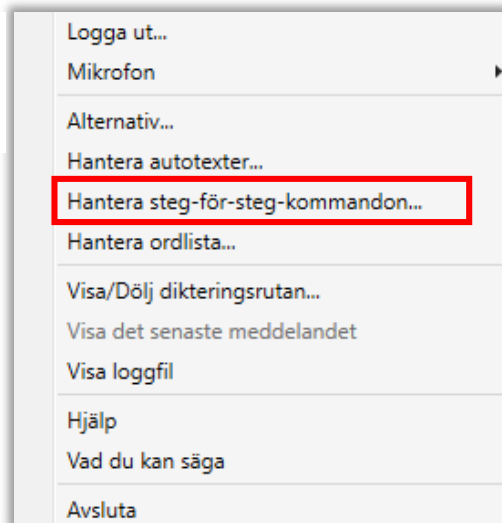 Logga ut...
Mikrofon
Alternativ...
Hantera autotexter...
Hantera steg-för-steg-kommandon...
Hantera ordlista...
Visa/Dölj dikteringsrutan...
Visa det senaste meddelandet
Visa loggfil
Hjälp
Vad du kan säga
Avsluta